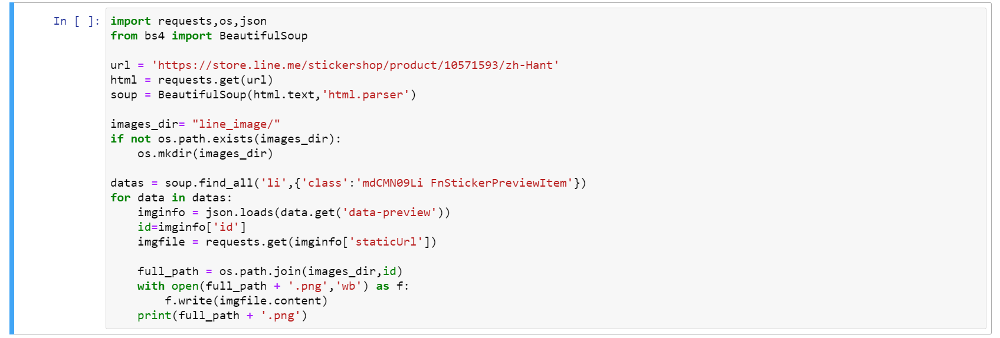 In [ ]:
import requests,os,json
from bs4 import BeautifulSoup

url = 'https://store.line.me/stickershop/product/10571593/zh-Hant'
html = requests.get(url)
soup = BeautifulSoup(html.text,'html.parser')

images_dir= "line_image/"
if not os.path.exists(images_dir):
    os.mkdir(images_dir)

datas = soup.find_all('li',{'class':'mdCMN09Li FnStickerPreviewItem'})
for data in datas:
    imginfo = json.loads(data.get('data-preview'))
    id=imginfo['id']
    imgfile = requests.get(imginfo['staticUrl'])

    full_path = os.path.join(images_dir,id)
    with open(full_path + '.png','wb') as f:
        f.write(imgfile.content)
    print(full_path + '.png')